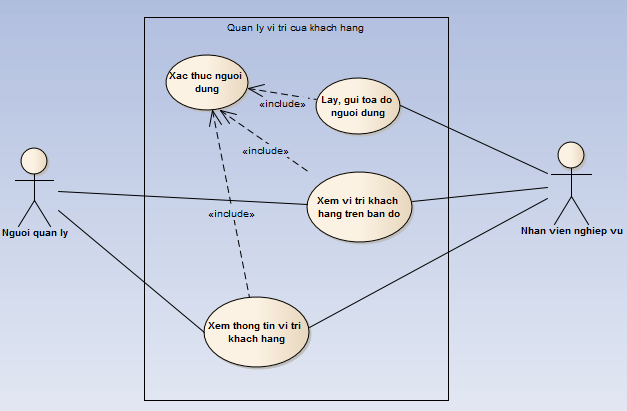 Quan ly vi tri cua khach hang
Xac thuc nguoi
dung
Lay, gui toa do
nguoi dung
«include»
«include»
Xem vi tri khach
hang tren ban do
«include»
Nguoi quan ly
Nhan vien nghiep vu
Xem thong tin vi tri
khach hang